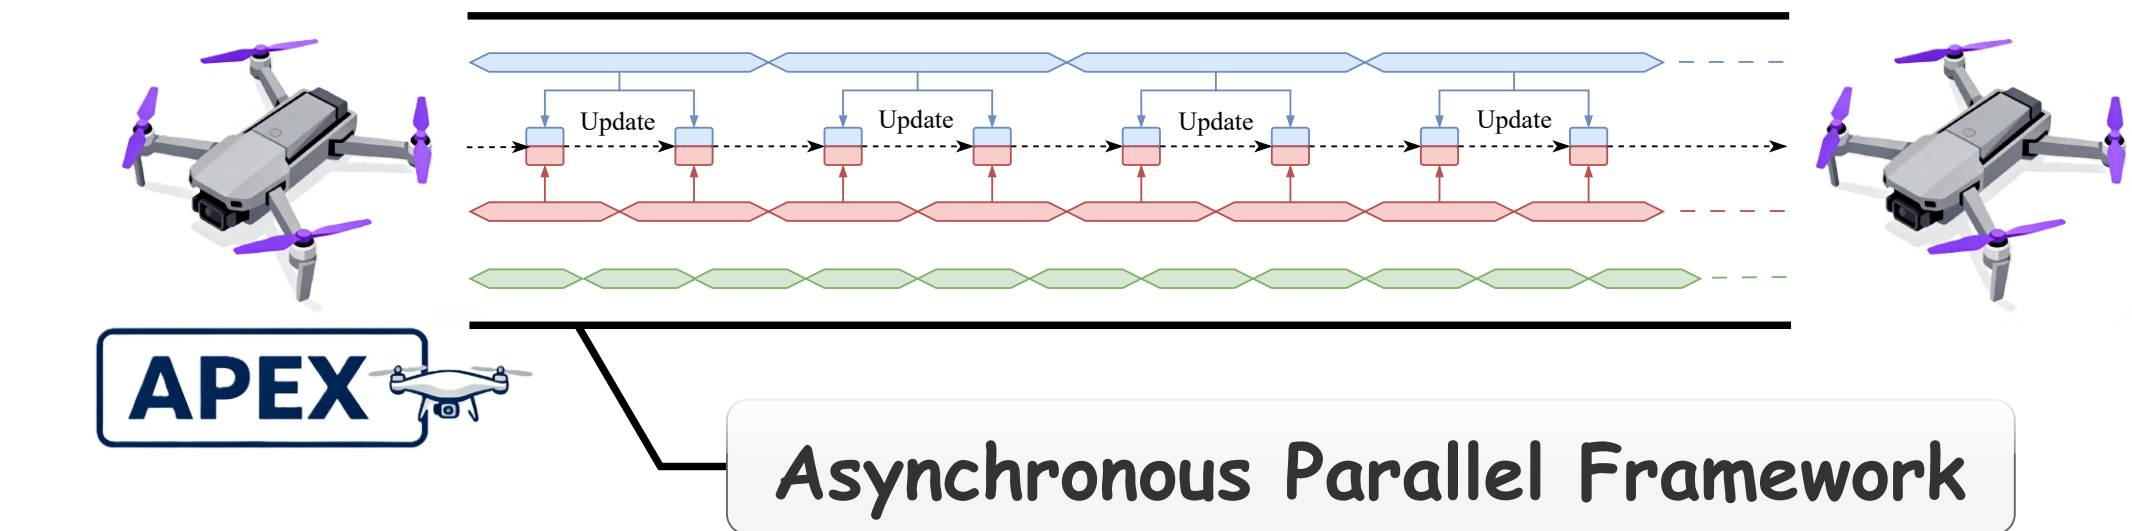 Update Update Update Update
APEX
Asynchronous Parallel Framework